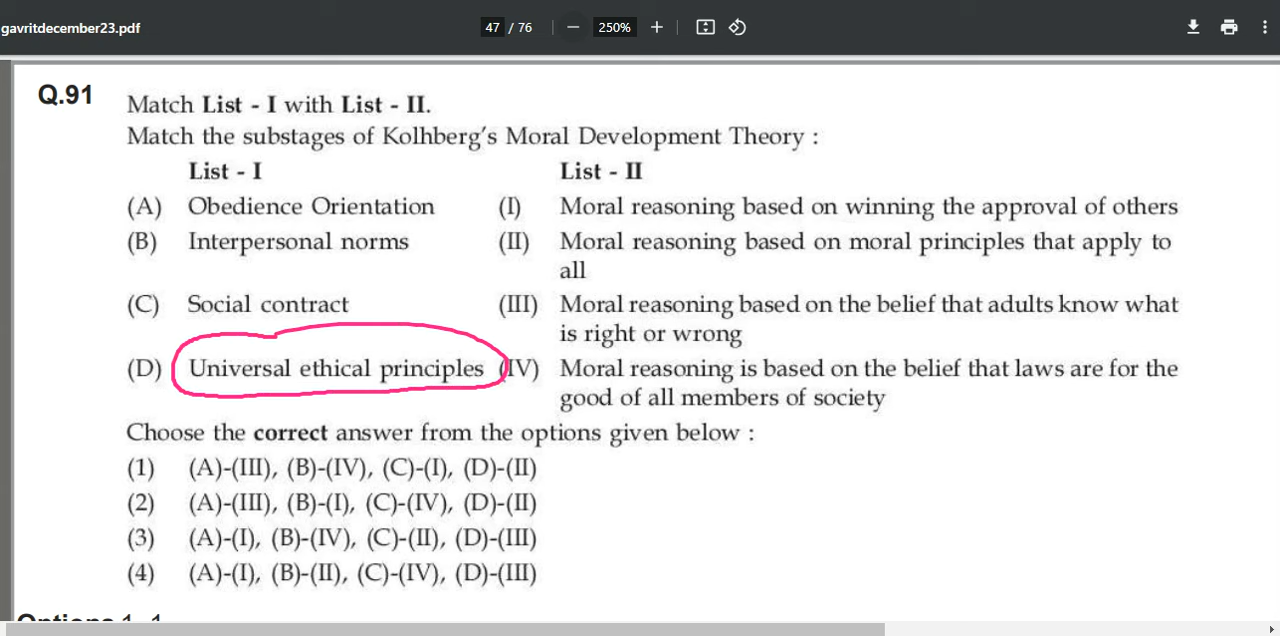 gavritdecember23.pdf 47 / 76 250%
Q.91 Match List - I with List - II.
Match the substages of Kolhberg's Moral Development Theory :
List - I List - II
(A) Obedience Orientation (I) Moral reasoning based on winning the approval of others
(B) Interpersonal norms (II) Moral reasoning based on moral principles that apply to
all
(C) Social contract (III) Moral reasoning based on the belief that adults know what
is right or wrong
(D) Universal ethical principles (IV) Moral reasoning is based on the belief that laws are for the
good of all members of society
Choose the correct answer from the options given below :
(1) (A)-(III), (B)-(IV), (C)-(I), (D)-(II)
(2) (A)-(III), (B)-(I), (C)-(IV), (D)-(II)
(3) (A)-(I), (B)-(IV), (C)-(II), (D)-(III)
(4) (A)-(I), (B)-(II), (C)-(IV), (D)-(III)
Options 1 1